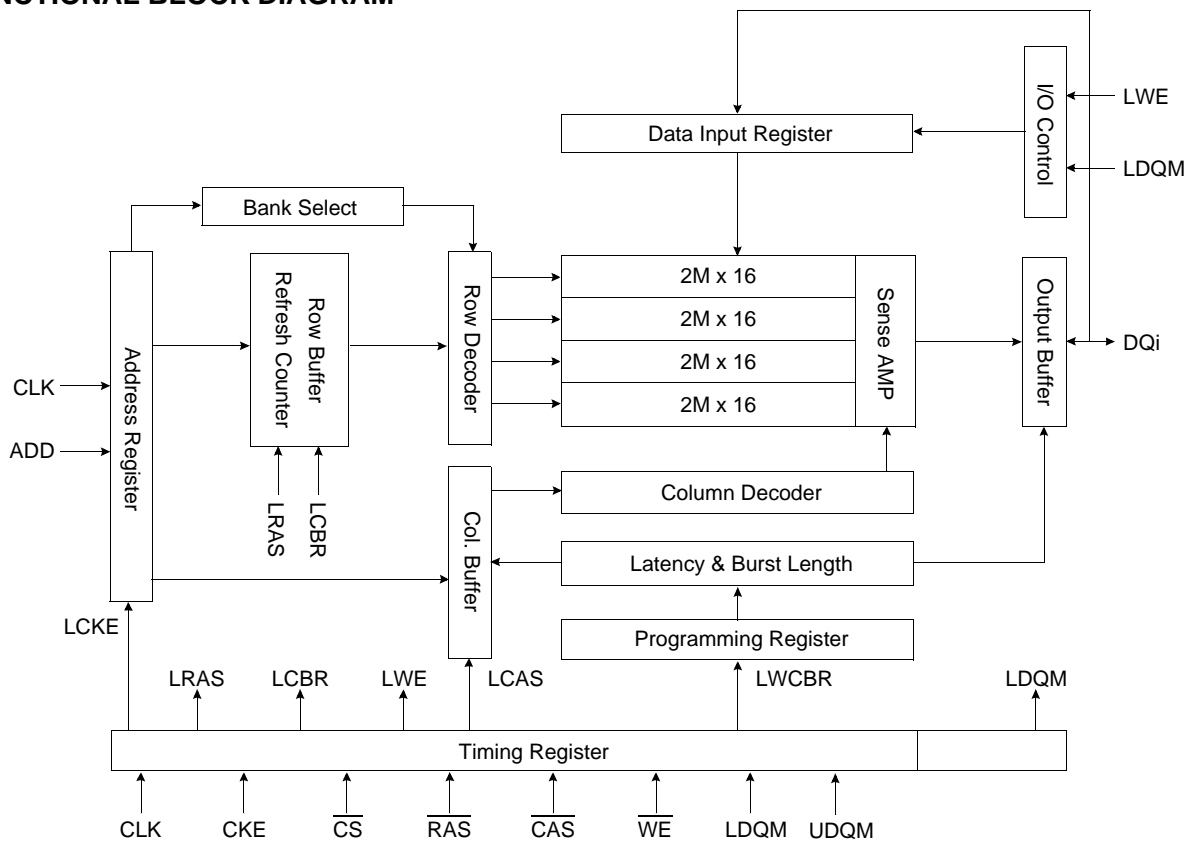 Data Input Register
I/O Control
LWE
LDQM
Bank Select
Address Register
CLK
ADD
Refresh Counter
Row Buffer
LRAS
LCBR
Row Decoder
2M x 16
2M x 16
2M x 16
2M x 16
Sense AMP
Output Buffer
DQi
Col. Buffer
Column Decoder
Latency & Burst Length
Programming Register
LCKE
LRAS
LCBR
LWE
LCAS
LWCBR
LDQM
Timing Register
CLK
CKE
CS
RAS
CAS
WE
LDQM
UDQM